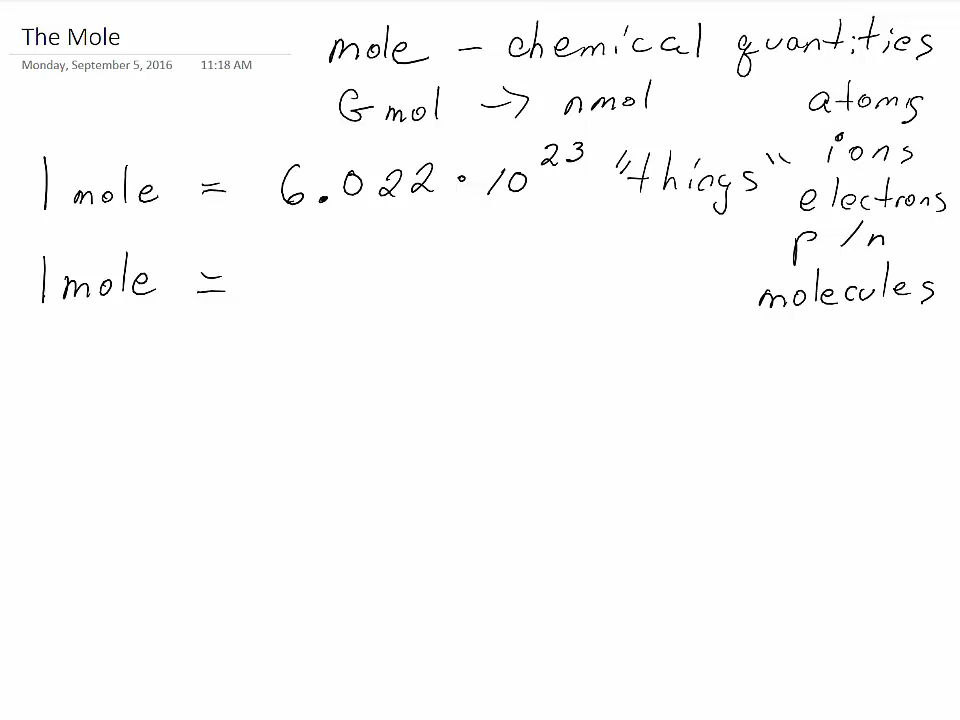 The Mole
Monday, September 5, 2016 11:18 AM
mole – chemical quantities
Gmol → nmol
atoms
1 mole = 6.022 · 10^23 "things"
ions
electrons
p/n
molecules
1 mole =